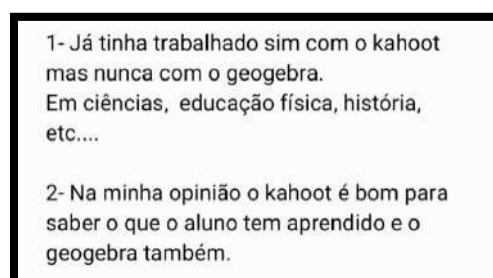 1- Já tinha trabalhado sim com o kahoot
mas nunca com o geogebra.
Em ciências,  educação física, história,
etc....
2- Na minha opinião o kahoot é bom para
saber o que o aluno tem aprendido e o
geogebra também.